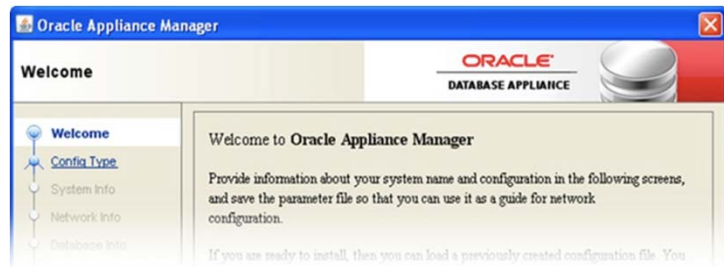 Oracle Appliance Manager
Welcome
ORACLE
DATABASE APPLIANCE
Welcome
Config Type
System Info
Network Info
Database Info
Welcome to Oracle Appliance Manager
Provide information about your system name and configuration in the following screens,
and save the parameter file so that you can use it as a guide for network
configuration.
If you are ready to install, then you can load a previously created configuration file. You